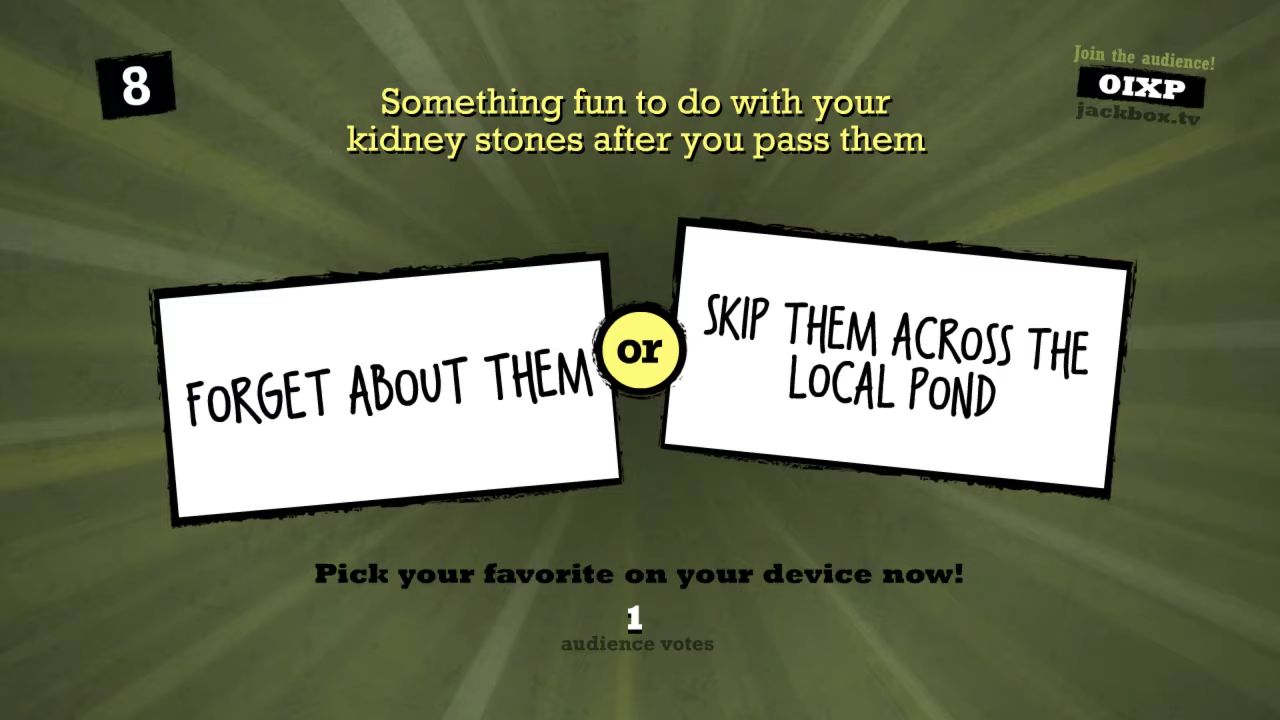 8
Join the audience!
OIXP
jackbox.tv
Something fun to do with your
kidney stones after you pass them
FORGET ABOUT THEM
or
SKIP THEM ACROSS THE
LOCAL POND
Pick your favorite on your device now!
1
audience votes